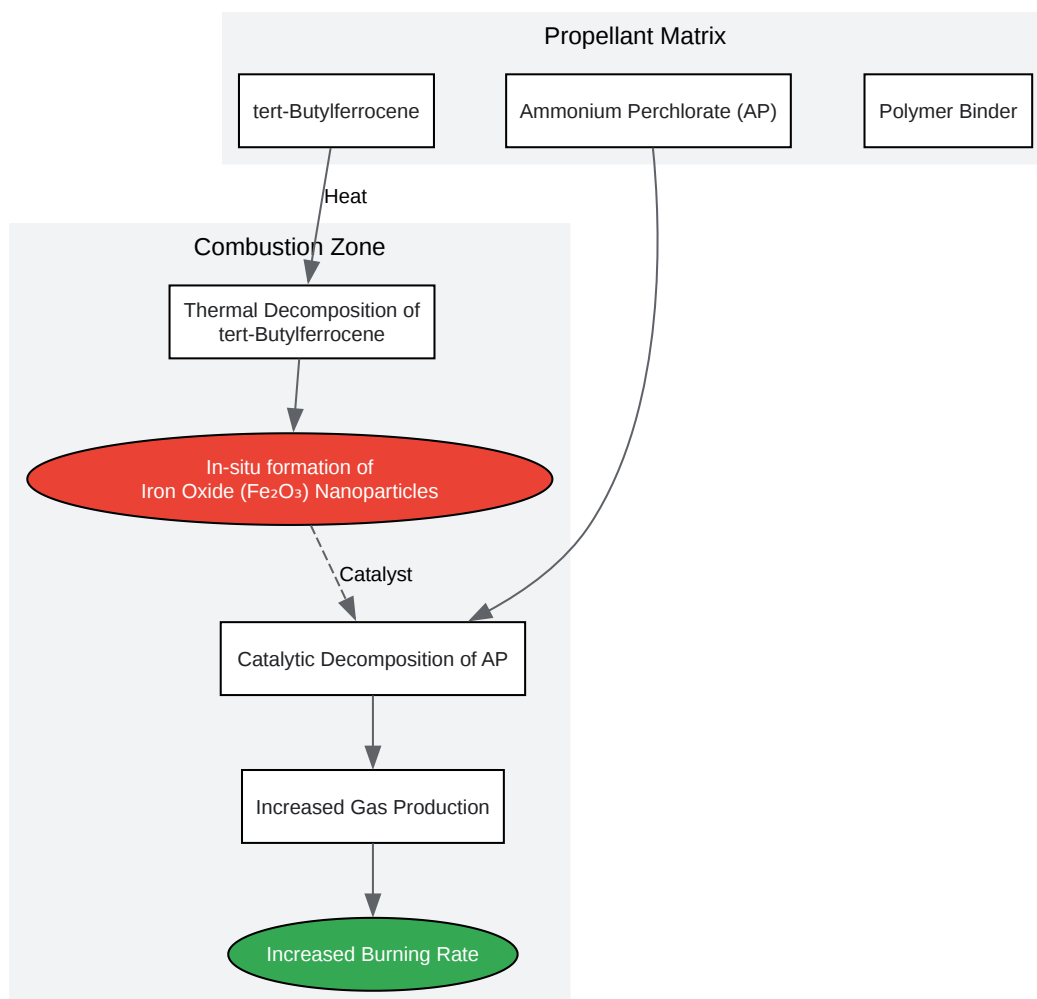 Propellant Matrix
tert-Butylferrocene
Ammonium Perchlorate (AP)
Polymer Binder
Heat
Combustion Zone
Thermal Decomposition of
tert-Butylferrocene
In-situ formation of
Iron Oxide (Fe₂O₃) Nanoparticles
Catalyst
Catalytic Decomposition of AP
Increased Gas Production
Increased Burning Rate